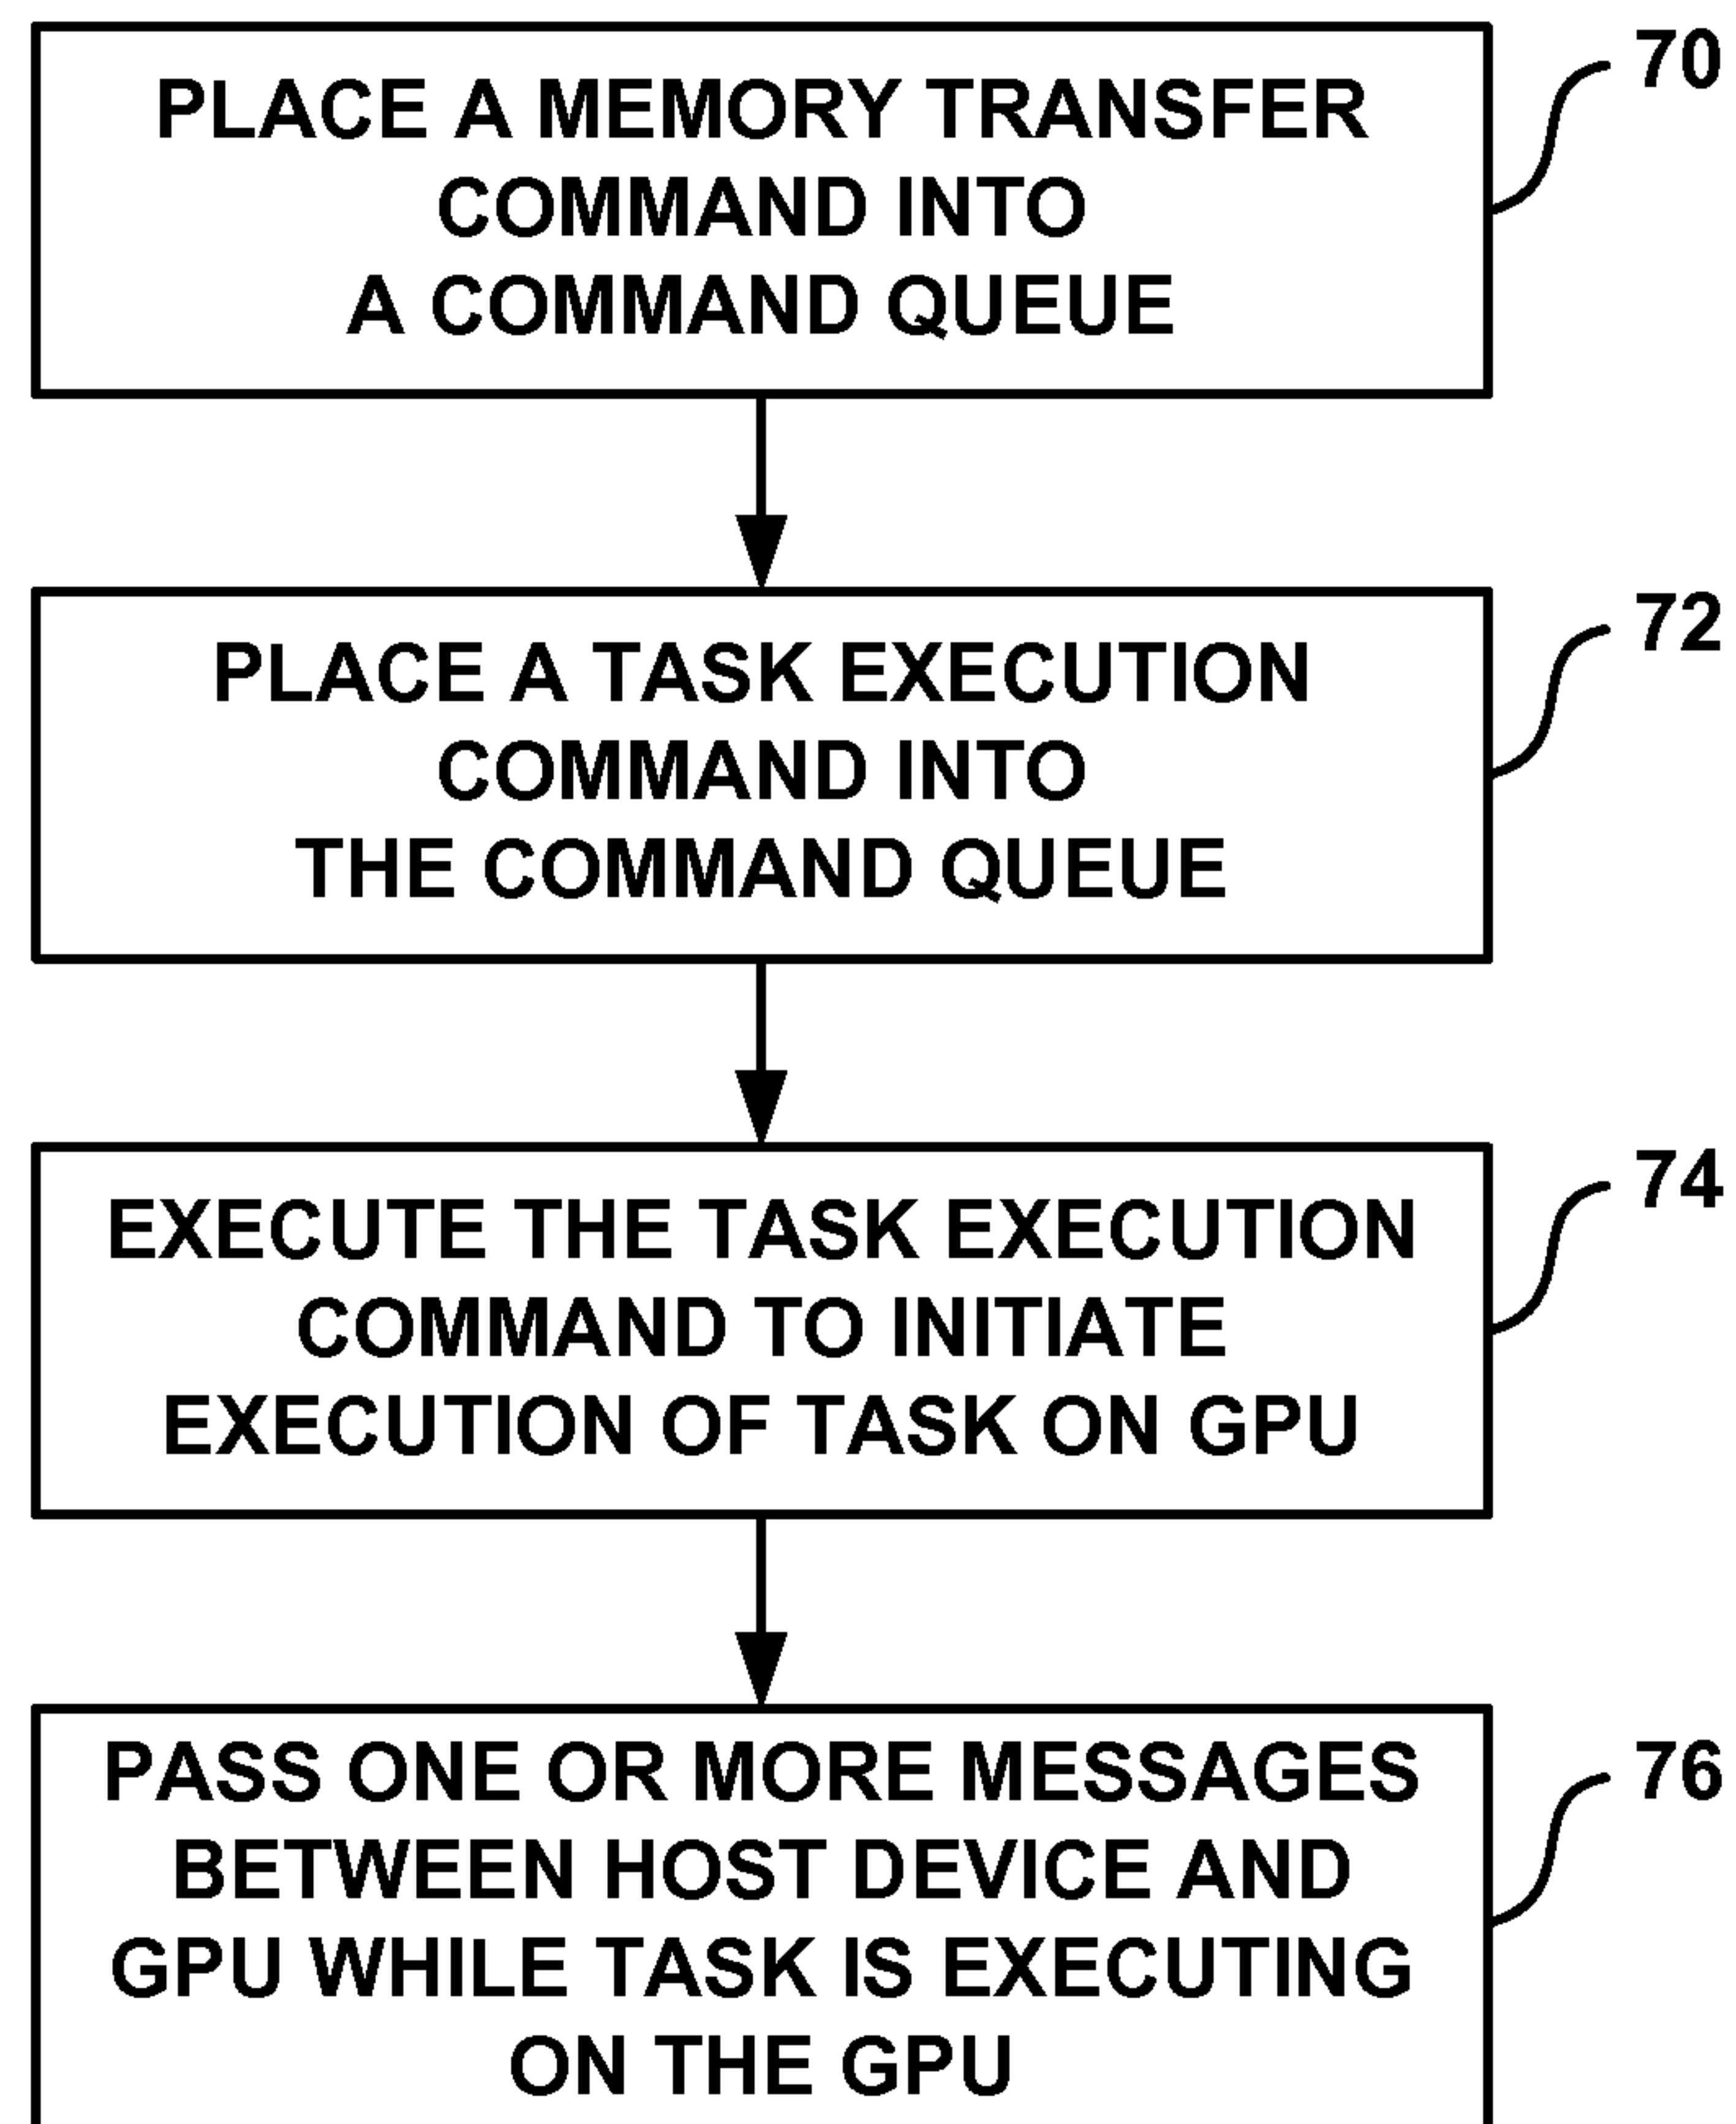 PLACE A MEMORY TRANSFER
COMMAND INTO
A COMMAND QUEUE
70
PLACE A TASK EXECUTION
COMMAND INTO
THE COMMAND QUEUE
72
EXECUTE THE TASK EXECUTION
COMMAND TO INITIATE
EXECUTION OF TASK ON GPU
74
PASS ONE OR MORE MESSAGES
BETWEEN HOST DEVICE AND
GPU WHILE TASK IS EXECUTING
ON THE GPU
76